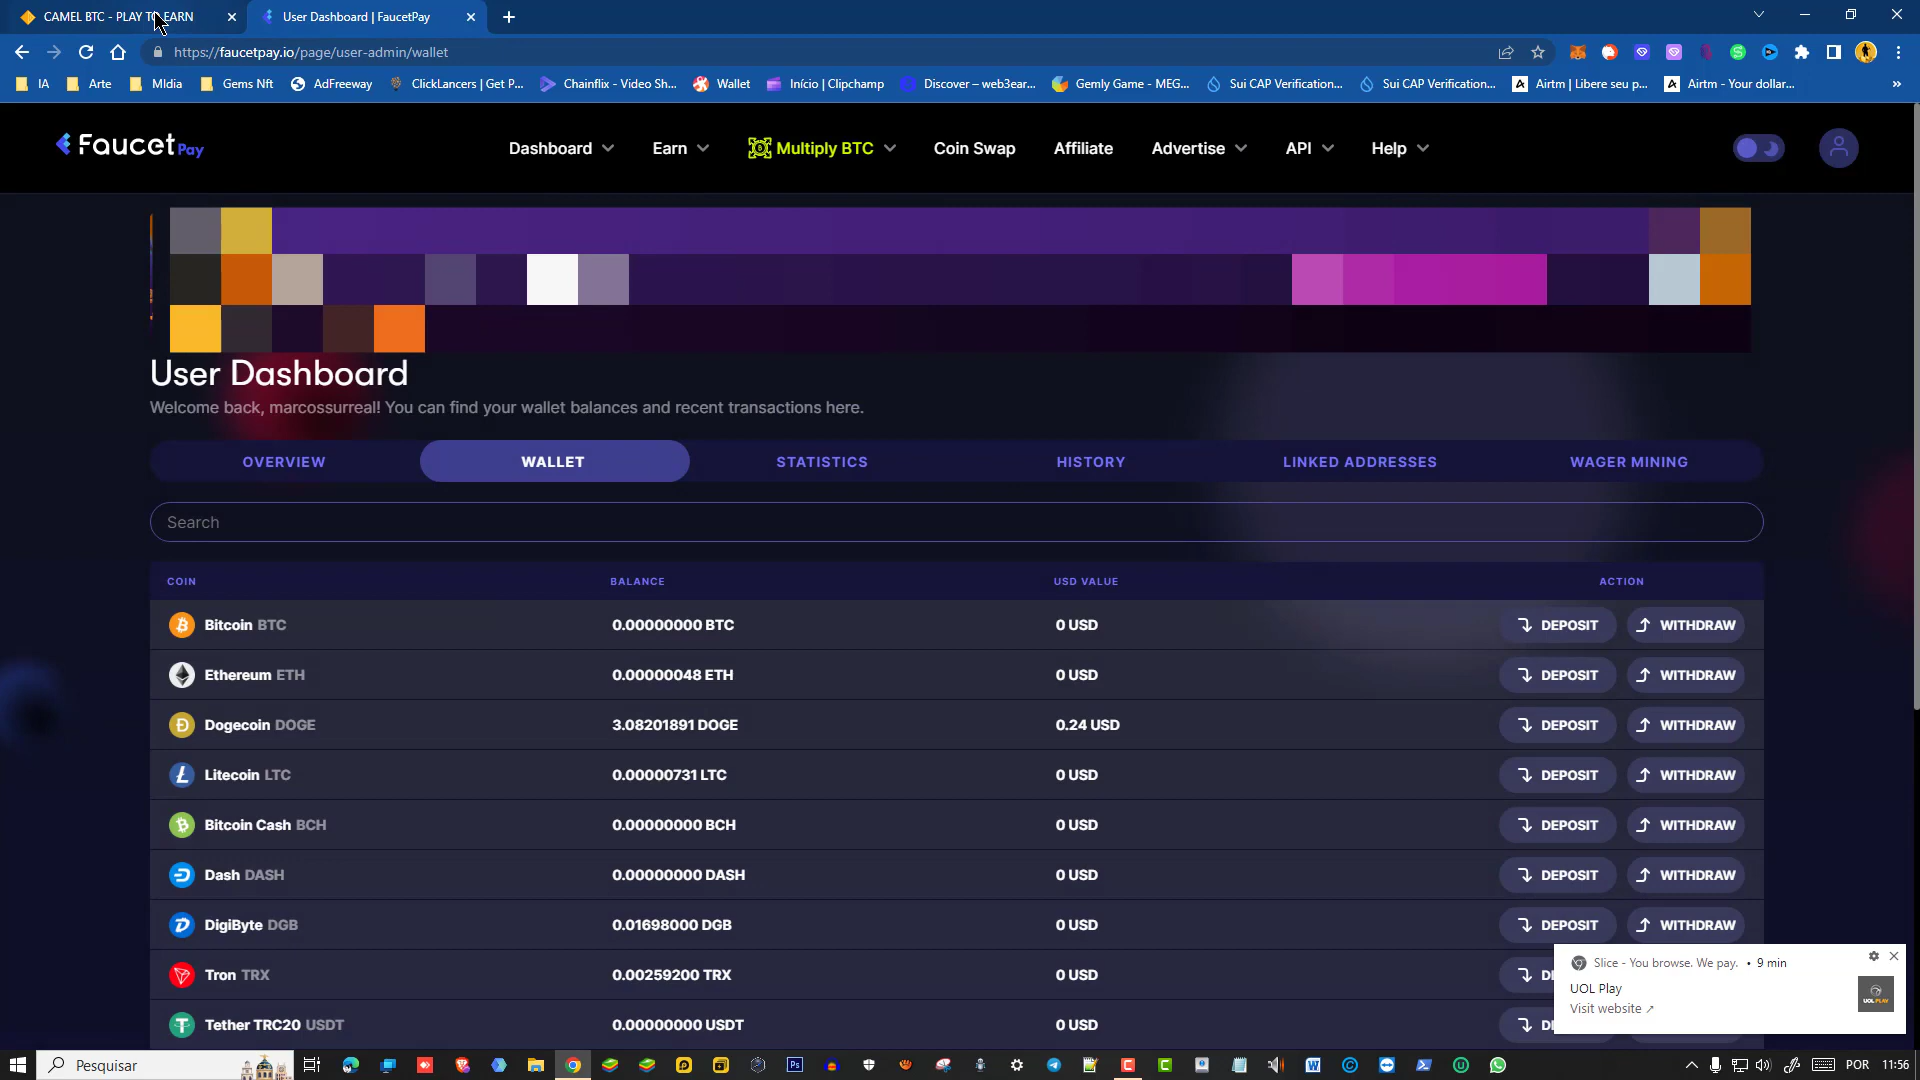 CAMEL BTC - PLAY TO EARN
User Dashboard | FaucetPay
https://faucetpay.io/page/user-admin/wallet
IA
Arte
MIdia
Gems Nft
AdFreeway
ClickLancers | Get P...
Chainflix - Video Sh...
Wallet
Início | Clipchamp
Discover – web3ear...
Gemly Game - MEG...
Sui CAP Verification...
Sui CAP Verification...
Airtm | Libere seu p...
Airtm - Your dollar...
Faucet Pay
Dashboard
Earn
Multiply BTC
Coin Swap
Affiliate
Advertise
API
Help
User Dashboard
Welcome back, marcossurreal! You can find your wallet balances and recent transactions here.
OVERVIEW
WALLET
STATISTICS
HISTORY
LINKED ADDRESSES
WAGER MINING
Search
COIN BALANCE USD VALUE ACTION
Bitcoin BTC 0.00000000 BTC 0 USD DEPOSIT WITHDRAW
Ethereum ETH 0.00000048 ETH 0 USD DEPOSIT WITHDRAW
Dogecoin DOGE 3.08201891 DOGE 0.24 USD DEPOSIT WITHDRAW
Litecoin LTC 0.00000731 LTC 0 USD DEPOSIT WITHDRAW
Bitcoin Cash BCH 0.00000000 BCH 0 USD DEPOSIT WITHDRAW
Dash DASH 0.00000000 DASH 0 USD DEPOSIT WITHDRAW
DigiByte DGB 0.01698000 DGB 0 USD DEPOSIT WITHDRAW
Tron TRX 0.00259200 TRX 0 USD
Tether TRC20 USDT 0.00000000 USDT 0 USD
Slice - You browse. We pay. • 9 min
UOL Play
Visit website
UOL PLAY
Pesquisar
POR
11:56